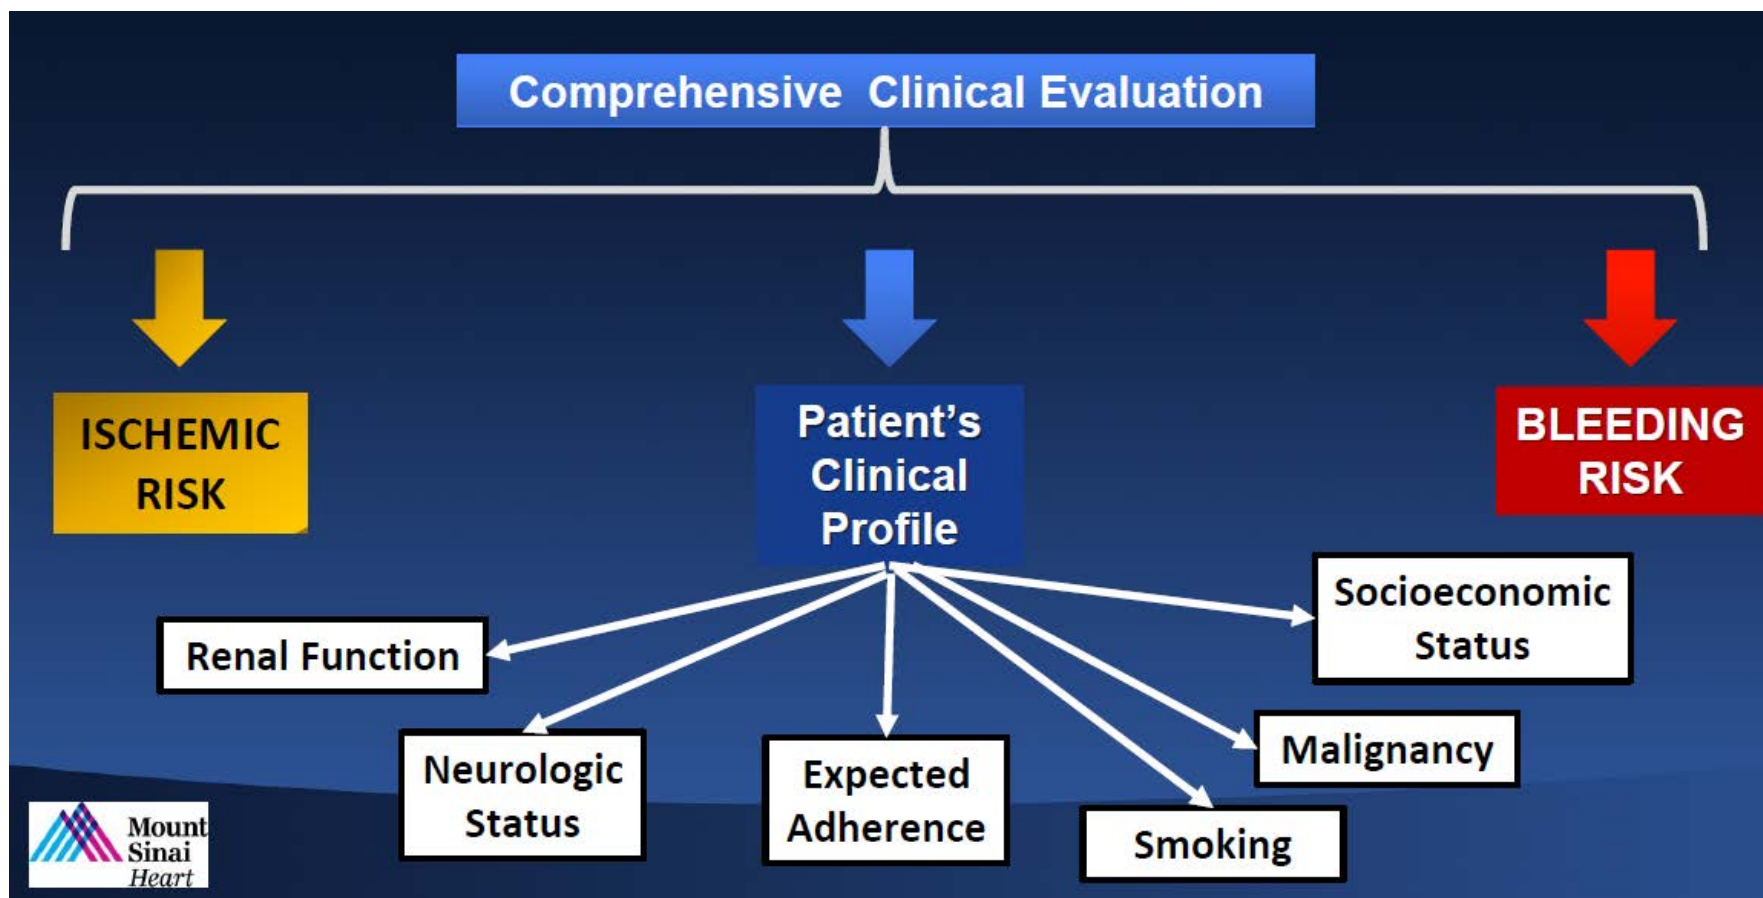 Comprehensive Clinical Evaluation
ISCHEMIC
RISK
Patient’s
Clinical
Profile
BLEEDING
RISK
Renal Function
Neurologic
Status
Expected
Adherence
Smoking
Malignancy
Socioeconomic
Status
Mount
Sinai
Heart